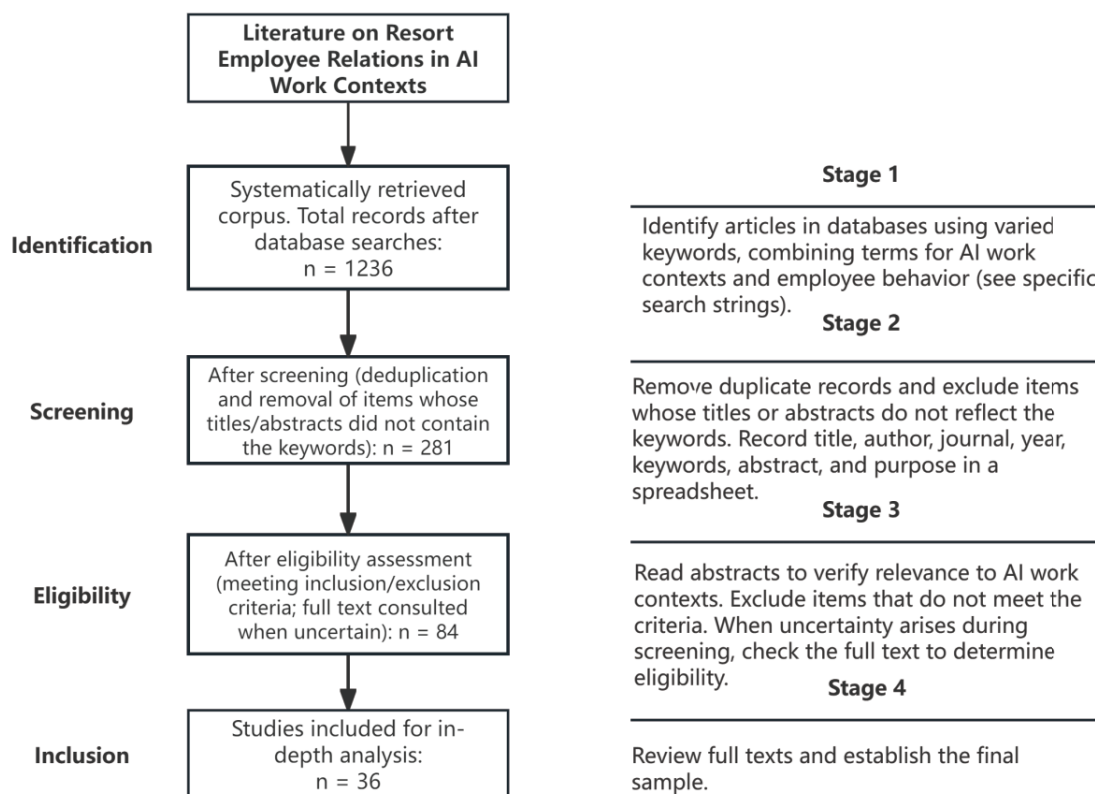 Literature on Resort
Employee Relations in AI
Work Contexts
Stage 1
Identification
Systematically retrieved
corpus. Total records after
database searches:
n = 1236
Identify articles in databases using varied
keywords, combining terms for AI work
contexts and employee behavior (see specific
search strings).
Stage 2
Screening
After screening (deduplication
and removal of items whose
titles/abstracts did not contain
the keywords): n = 281
Remove duplicate records and exclude items
whose titles or abstracts do not reflect the
keywords. Record title, author, journal, year,
keywords, abstract, and purpose in a
spreadsheet.
Stage 3
Eligibility
After eligibility assessment
(meeting inclusion/exclusion
criteria; full text consulted
when uncertain): n = 84
Read abstracts to verify relevance to AI work
contexts. Exclude items that do not meet the
criteria. When uncertainty arises during
screening, check the full text to determine
eligibility.
Stage 4
Inclusion
Studies included for in-
depth analysis:
n = 36
Review full texts and establish the final
sample.